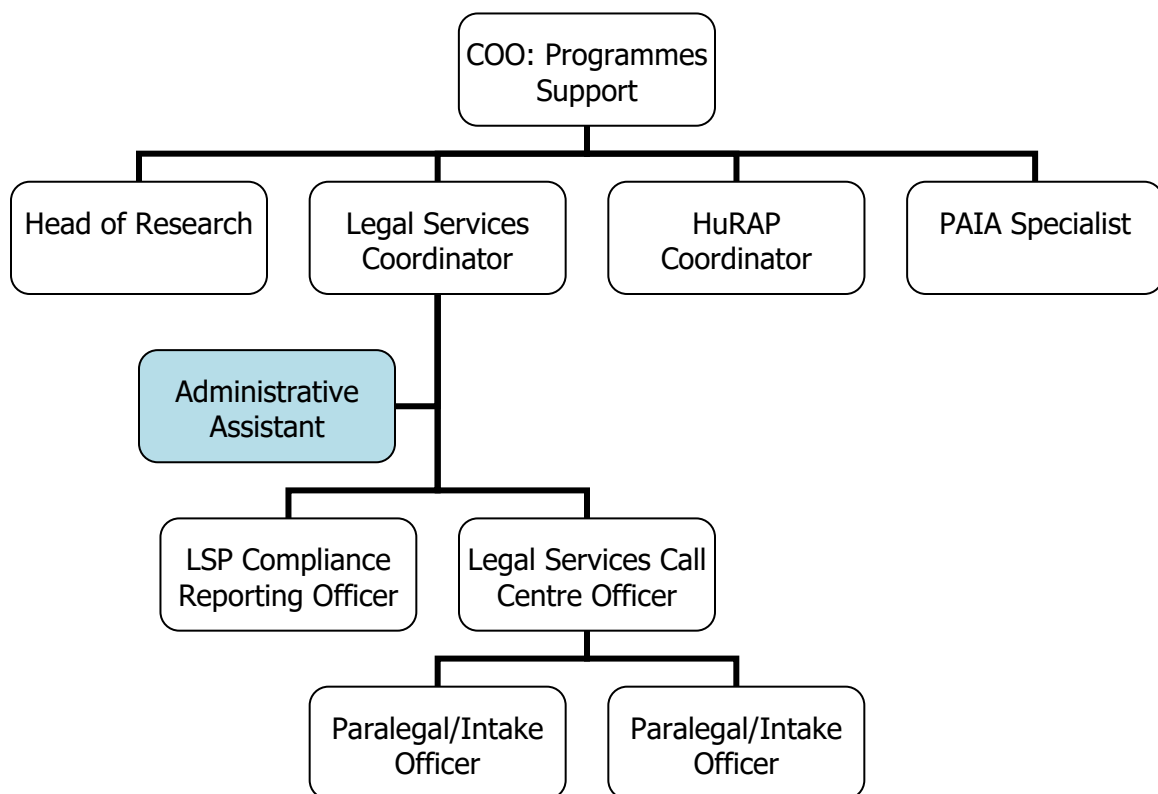 COO: Programmes
Support
Head of Research
Legal Services
Coordinator
HuRAP
Coordinator
PAIA Specialist
Administrative
Assistant
LSP Compliance
Reporting Officer
Legal Services Call
Centre Officer
Paralegal/Intake
Officer
Paralegal/Intake
Officer